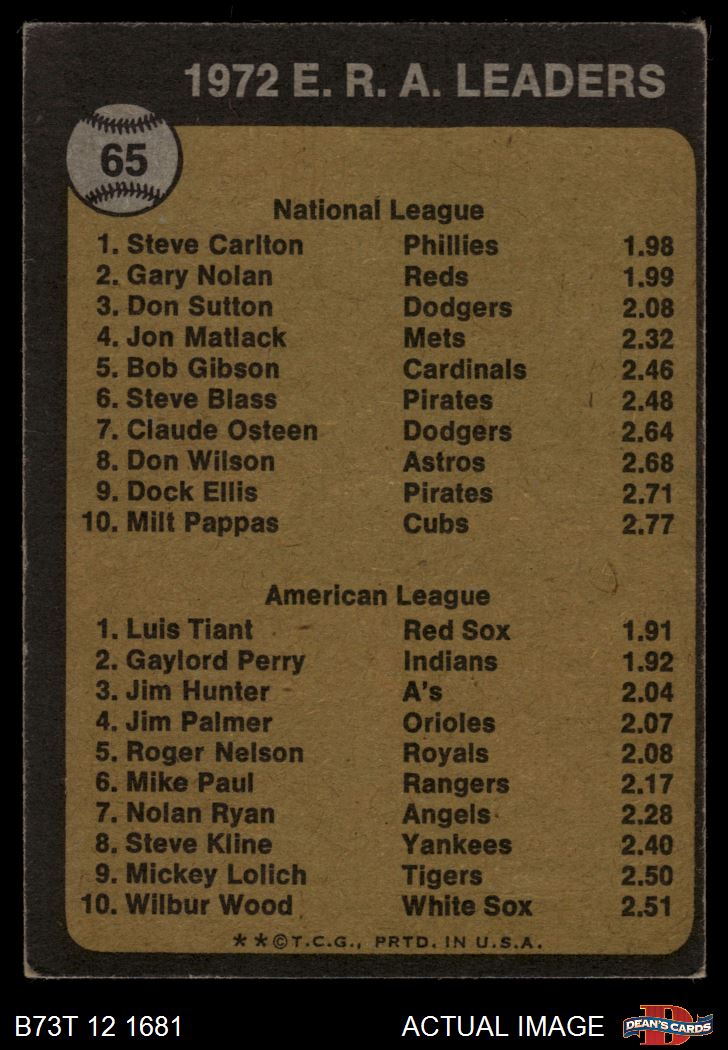 1972 E. R. A. LEADERS
65
National League
1. Steve Carlton Phillies 1.98
2. Gary Nolan Reds 1.99
3. Don Sutton Dodgers 2.08
4. Jon Matlack Mets 2.32
5. Bob Gibson Cardinals 2.46
6. Steve Blass Pirates 2.48
7. Claude Osteen Dodgers 2.64
8. Don Wilson Astros 2.68
9. Dock Ellis Pirates 2.71
10. Milt Pappas Cubs 2.77
American League
1. Luis Tiant Red Sox 1.91
2. Gaylord Perry Indians 1.92
3. Jim Hunter A's 2.04
4. Jim Palmer Orioles 2.07
5. Roger Nelson Royals 2.08
6. Mike Paul Rangers 2.17
7. Nolan Ryan Angels 2.28
8. Steve Kline Yankees 2.40
9. Mickey Lolich Tigers 2.50
10. Wilbur Wood White Sox 2.51
* * © T.C.G., PRTD. IN U.S.A.
B73T 12 1681 ACTUAL IMAGE D DEAN'S CARDS